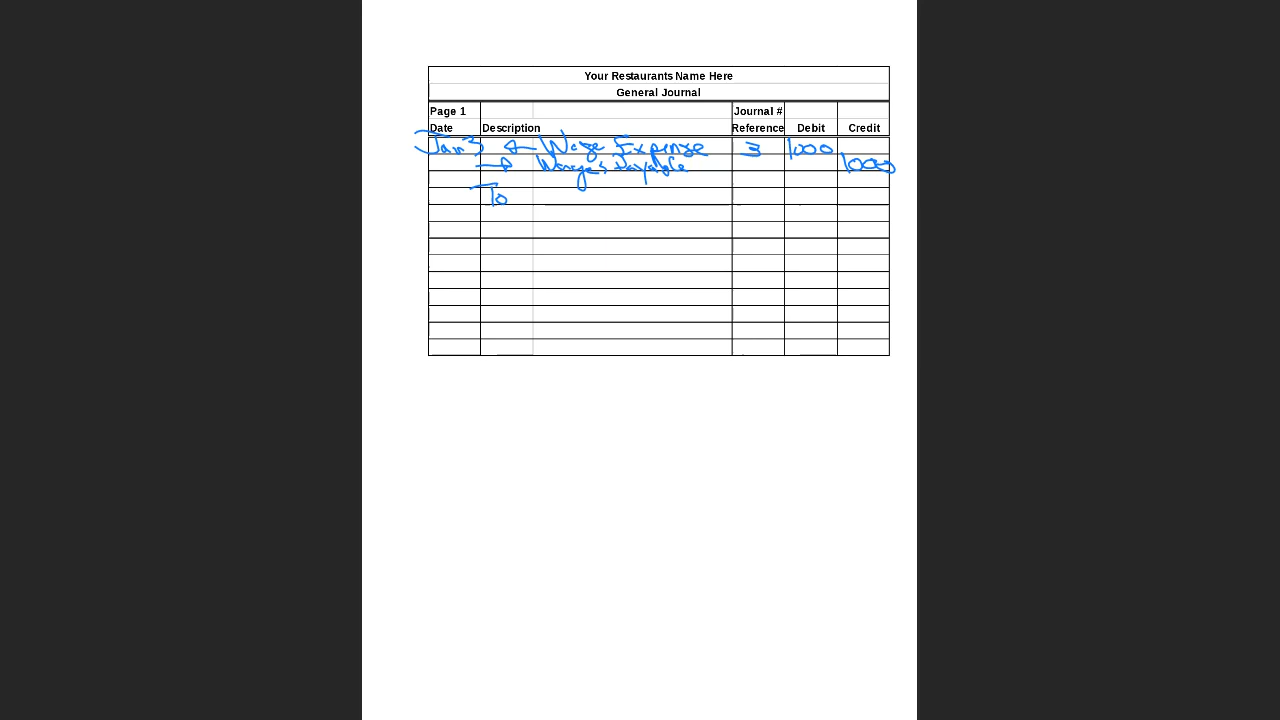 Your Restaurants Name Here
General Journal
Page 1 Journal #
Date Description Reference Debit Credit
Jan 3 ← Wage Expense 3 1000
→ Wages Payable 1000
To